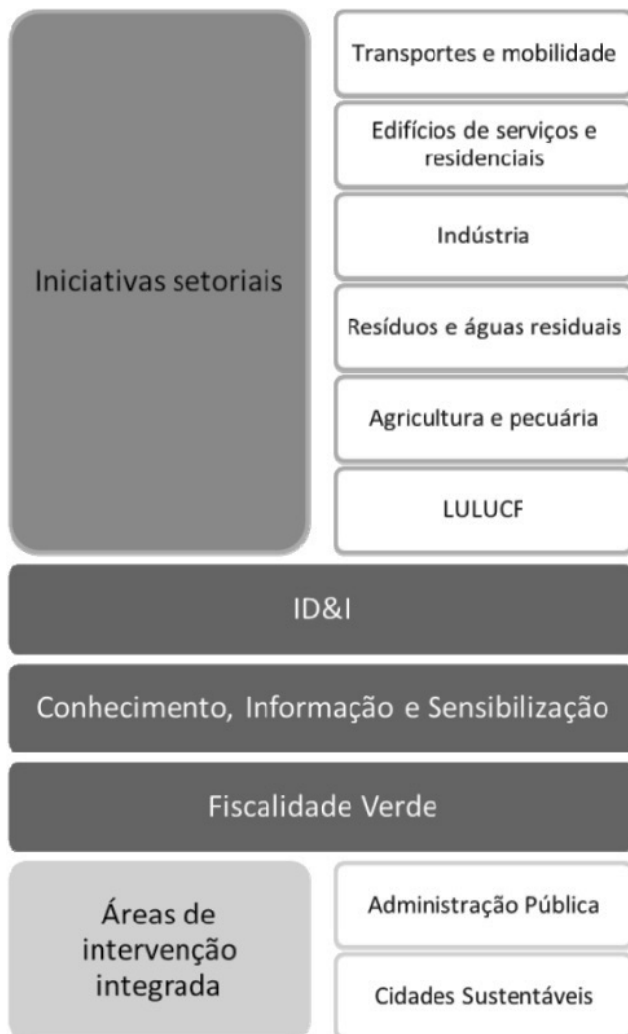 Iniciativas setoriais
Transportes e mobilidade
Edifícios de serviços e
residenciais
Indústria
Resíduos e águas residuais
Agricultura e pecuária
LULUCF
ID&I
Conhecimento, Informação e Sensibilização
Fiscalidade Verde
Áreas de
intervenção
integrada
Administração Pública
Cidades Sustentáveis